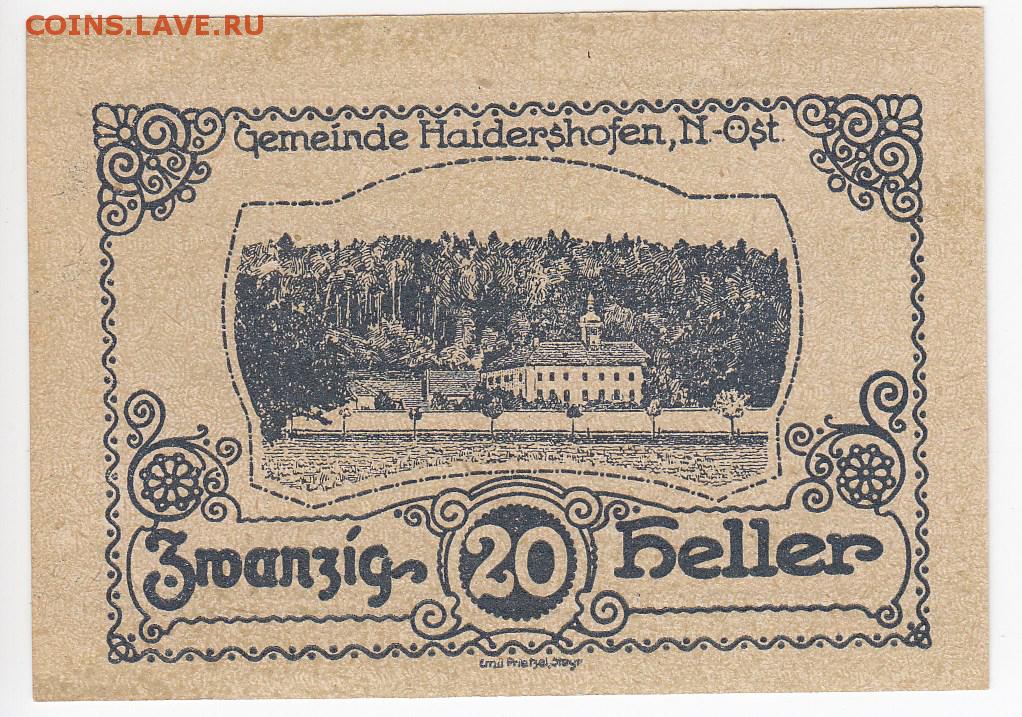 COINS.LAVE.RU
Gemeinde Haidershofen, N.-Öst.
Zwanzig 20 Heller
Emil Prietzel, Steyr